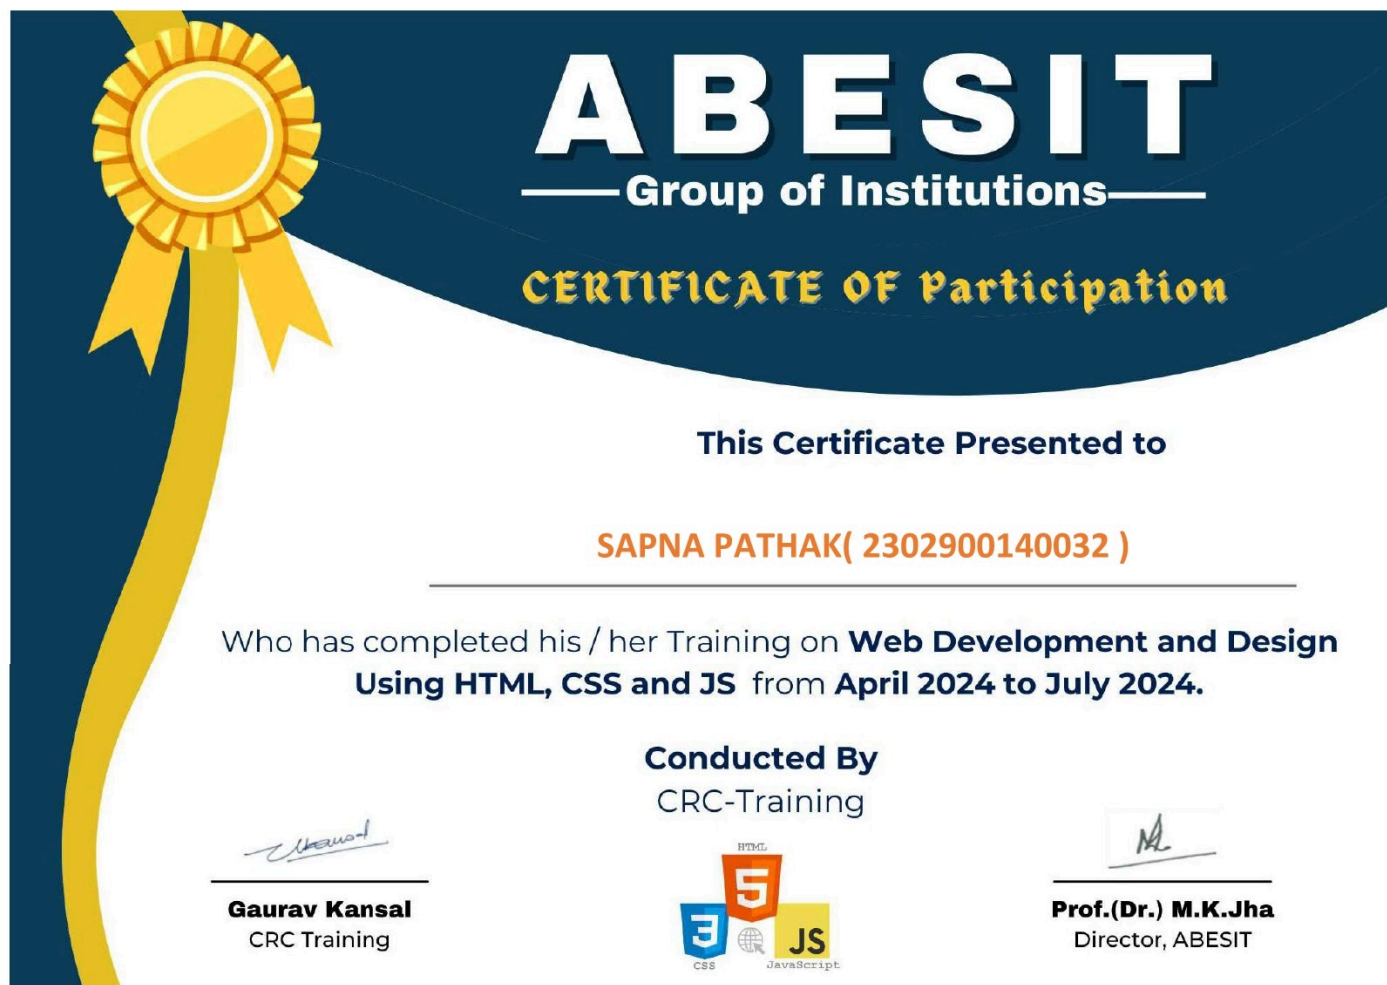 ABESIT
Group of Institutions
CERTIFICATE OF Participation
This Certificate Presented to
SAPNA PATHAK( 2302900140032 )
Who has completed his / her Training on Web Development and Design
Using HTML, CSS and JS from April 2024 to July 2024.
Conducted By
CRC-Training
Gaurav Kansal
CRC Training
HTML
5
3
CSS
JS
JavaScript
Prof.(Dr.) M.K.Jha
Director, ABESIT